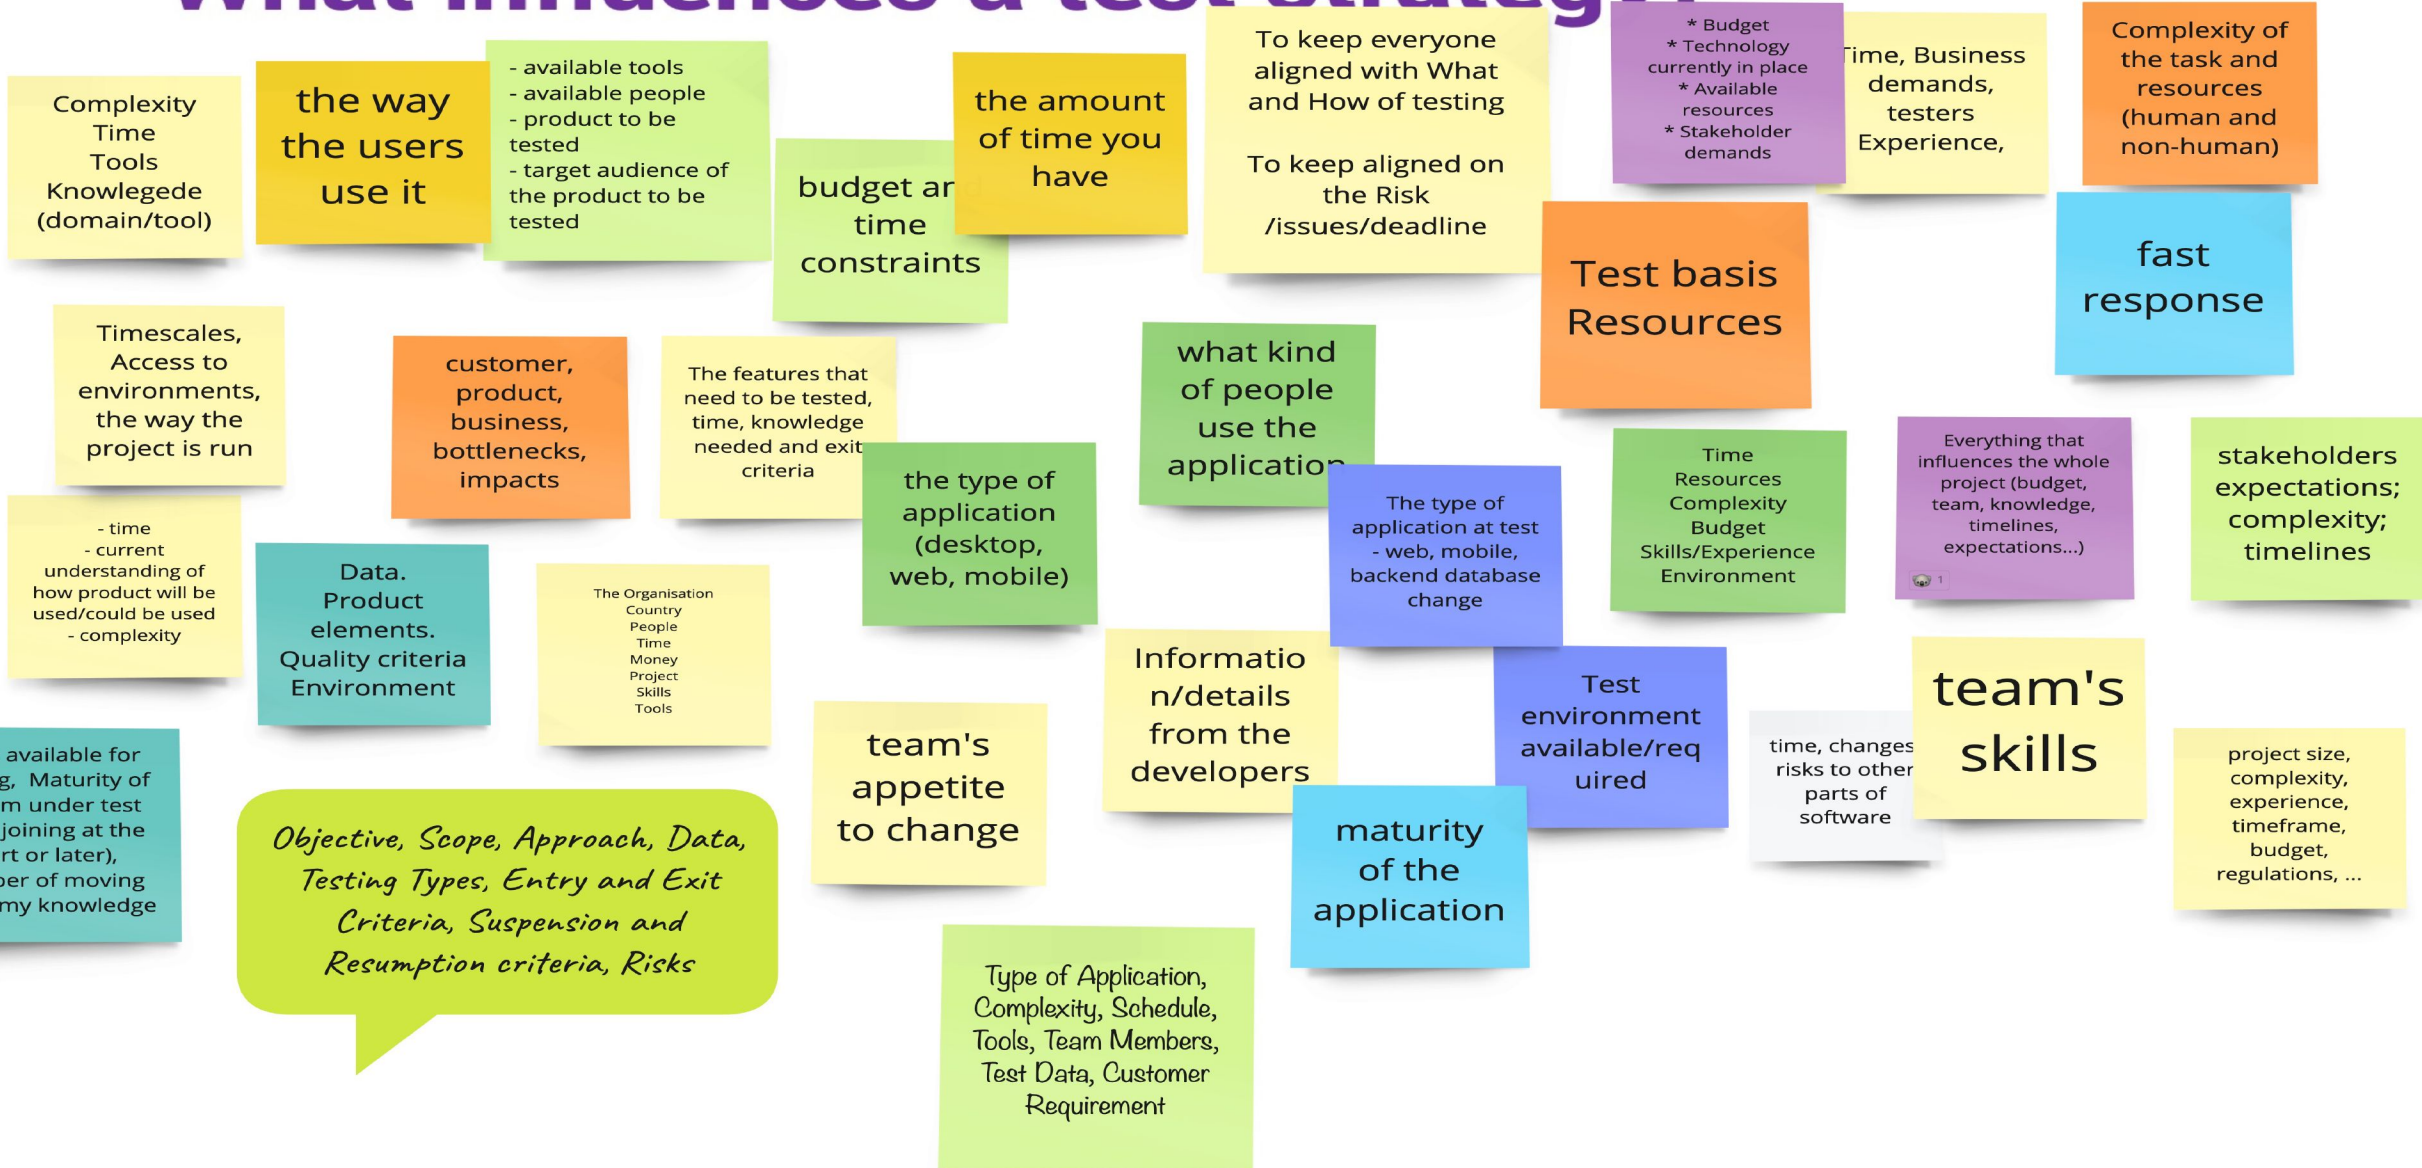 What influences a test strategy?
Complexity
Time
Tools
Knowlegede
(domain/tool)
the way
the users
use it
- available tools
- available people
- product to be
tested
- target audience of
the product to be
tested
budget
time
constraints
the amount
of time you
have
To keep everyone
aligned with What
and How of testing
To keep aligned on
the Risk
/issues/deadline
* Budget
* Technology
currently in place
* Available
resources
* Stakeholder
demands
Time, Business
demands,
testers
Experience,
Complexity of
the task and
resources
(human and
non-human)
Test basis
Resources
fast
response
Timescales,
Access to
environments,
the way the
project is run
customer,
product,
business,
bottlenecks,
impacts
The features that
need to be tested,
time, knowledge
needed and exit
criteria
the type of
application
(desktop,
web, mobile)
what kind
of people
use the
application
The type of
application at test
- web, mobile,
backend database
change
Time
Resources
Complexity
Budget
Skills/Experience
Environment
Everything that
influences the whole
project (budget,
team, knowledge,
timelines,
expectations...)
1
stakeholders
expectations;
complexity;
timelines
- time
- current
understanding of
how product will be
used/could be used
- complexity
Data.
Product
elements.
Quality criteria
Environment
The Organisation
Country
People
Time
Money
Project
Skills
Tools
team's
appetite
to change
Informatio
n/details
from the
developers
Test
environment
available/req
uired
maturity
of the
application
time, changes
risks to other
parts of
software
team's
skills
project size,
complexity,
experience,
timeframe,
budget,
regulations, ...
available for
Maturity of
under test
joining at the
or later),
of moving
my knowledge
Objective, Scope, Approach, Data,
Testing Types, Entry and Exit
Criteria, Suspension and
Resumption criteria, Risks
Type of Application,
Complexity, Schedule,
Tools, Team Members,
Test Data, Customer
Requirement